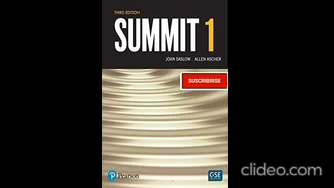 THIRD EDITION
SUMMIT 1
JOAN SASLOW ALLEN ASCHER
SUSCRIBIRSE
Pearson
GSE
clideo.com